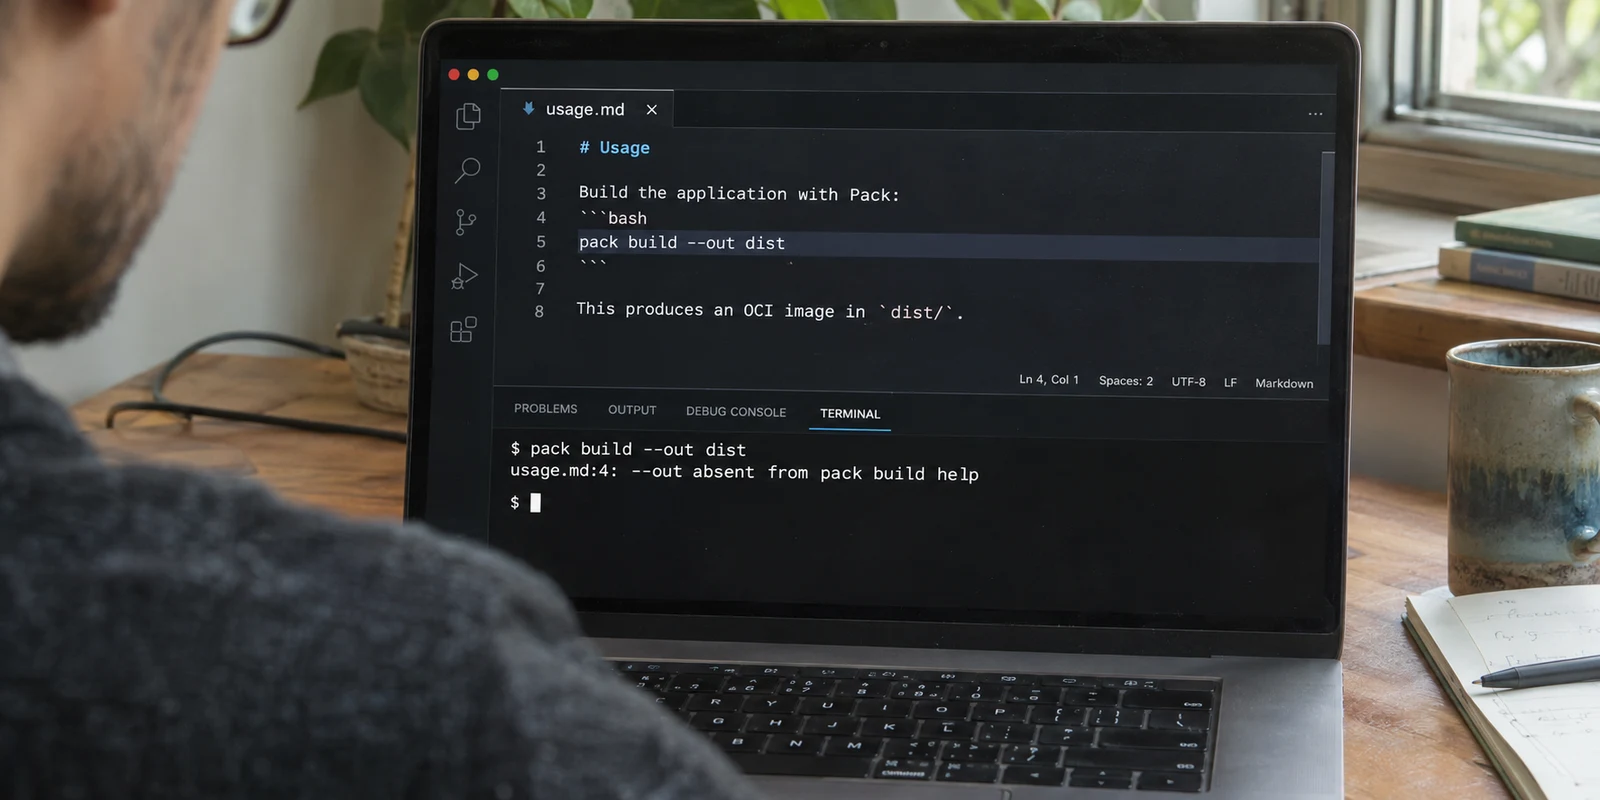 usage.md
1 # Usage
2
3 Build the application with Pack:
4 ```bash
5 pack build --out dist
6 ```
7
8 This produces an OCI image in `dist/`.
Ln 4, Col 1 Spaces: 2 UTF-8 LF Markdown
PROBLEMS OUTPUT DEBUG CONSOLE TERMINAL
$ pack build --out dist
usage.md:4: --out absent from pack build help
$
R Y U I O P
G H J K L
B N M
command